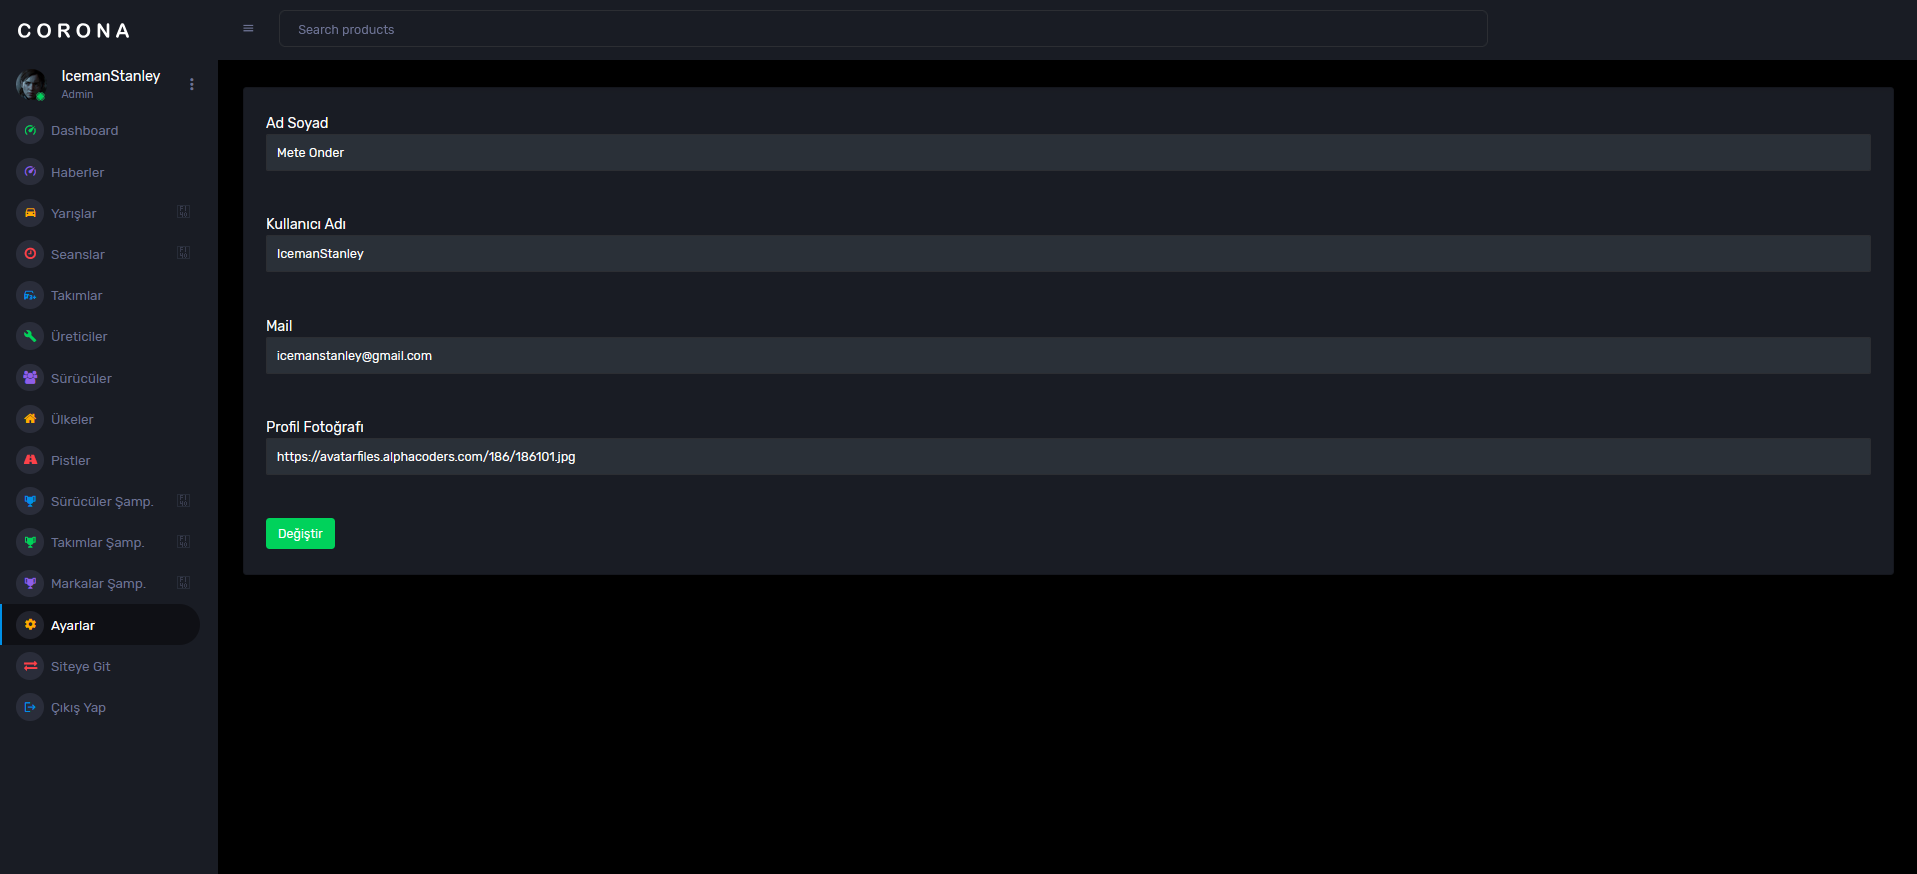 CORONA
Search products
IcemanStanley
Admin
Dashboard
Haberler
Yarışlar
Seanslar
Takımlar
Üreticiler
Sürücüler
Ülkeler
Pistler
Sürücüler Şamp.
Takımlar Şamp.
Markalar Şamp.
Ayarlar
Siteye Git
Çıkış Yap
Ad Soyad
Mete Onder
Kullanıcı Adı
IcemanStanley
Mail
icemanstanley@gmail.com
Profil Fotoğrafı
https://avatarfiles.alphacoders.com/186/186101.jpg
Değiştir